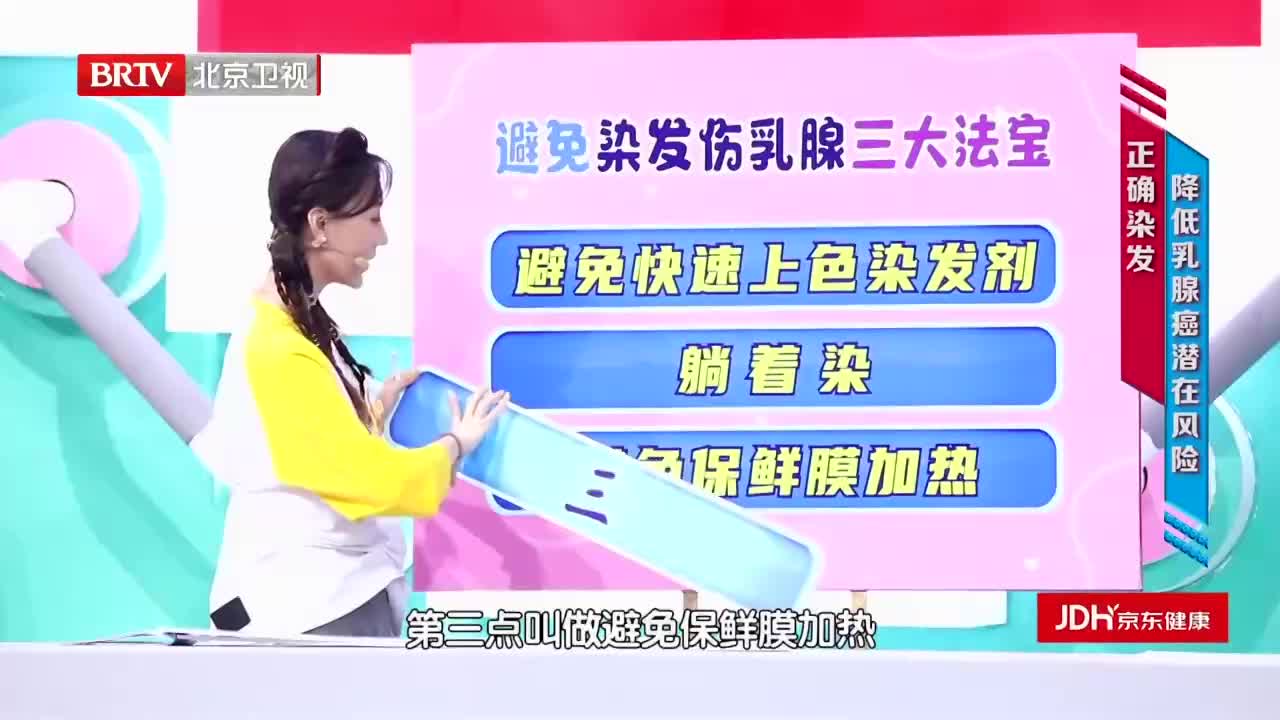 BRTV 北京卫视
避免染发伤乳腺三大法宝
避免快速上色染发剂
躺着染
免保鲜膜加热
三
正确染发
降低乳腺癌潜在风险
第三点叫做避免保鲜膜加热
JDH 京东健康